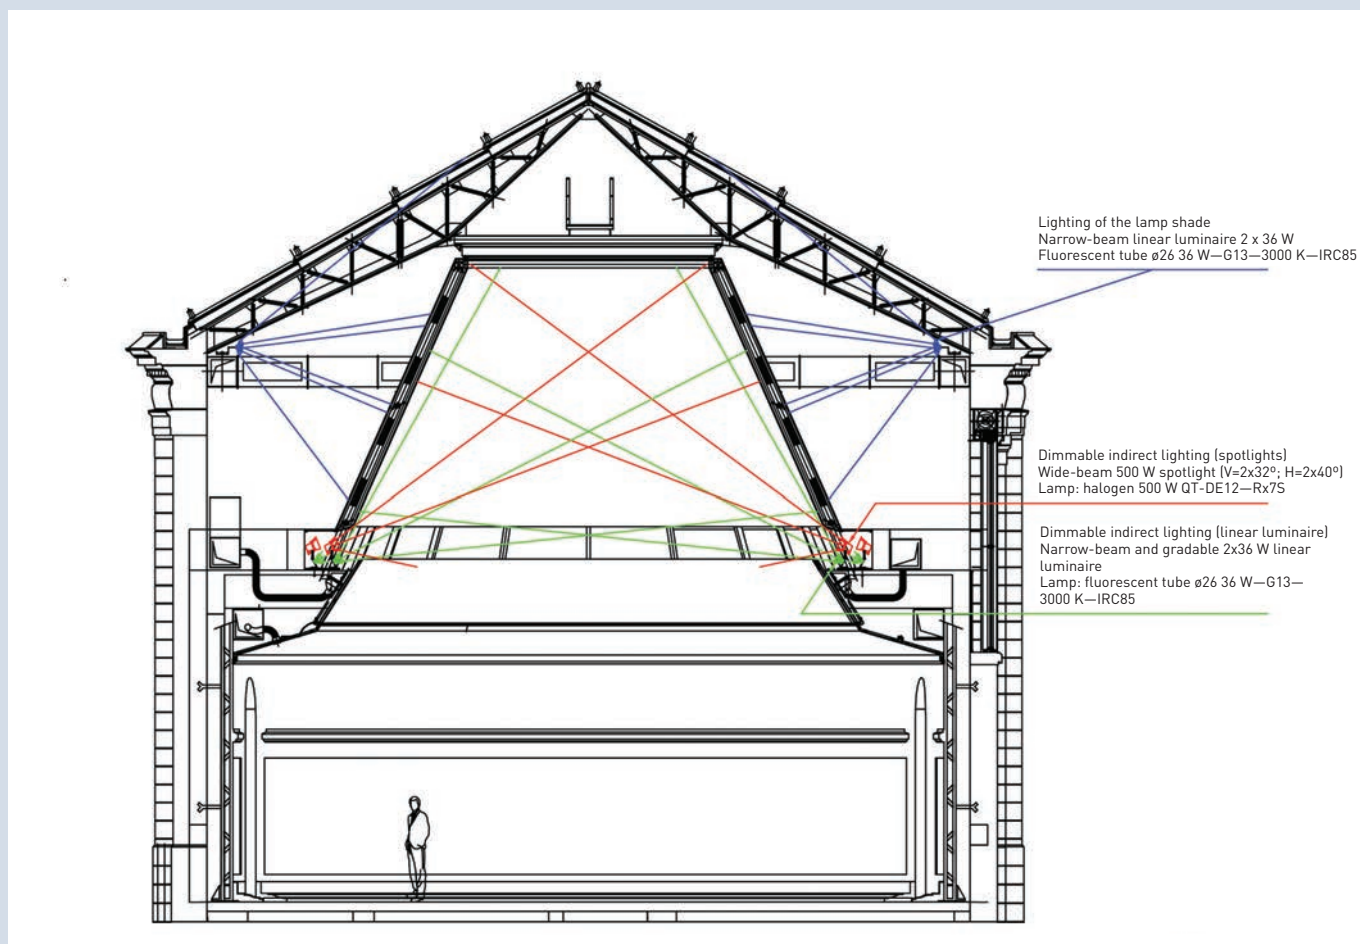 Lighting of the lamp shade
Narrow-beam linear luminaire 2 x 36 W
Fluorescent tube ø26 36 W—G13—3000 K—IRC85
Dimmable indirect lighting (spotlights)
Wide-beam 500 W spotlight (V=2x32º; H=2x40º)
Lamp: halogen 500 W QT-DE12—Rx7S
Dimmable indirect lighting (linear luminaire)
Narrow-beam and gradable 2x36 W linear
luminaire
Lamp: fluorescent tube ø26 36 W—G13—
3000 K—IRC85